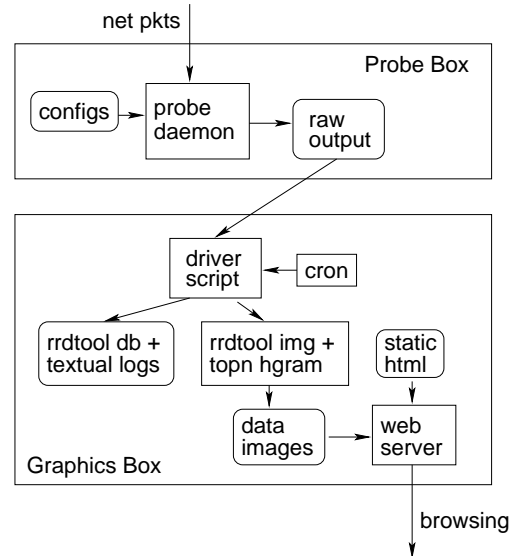 net pkts
Probe Box
configs
probe
daemon
raw
output
driver
script
cron
rrdtool db +
textual logs
rrdtool img +
topn hgram
static
html
data
images
web
server
Graphics Box
browsing